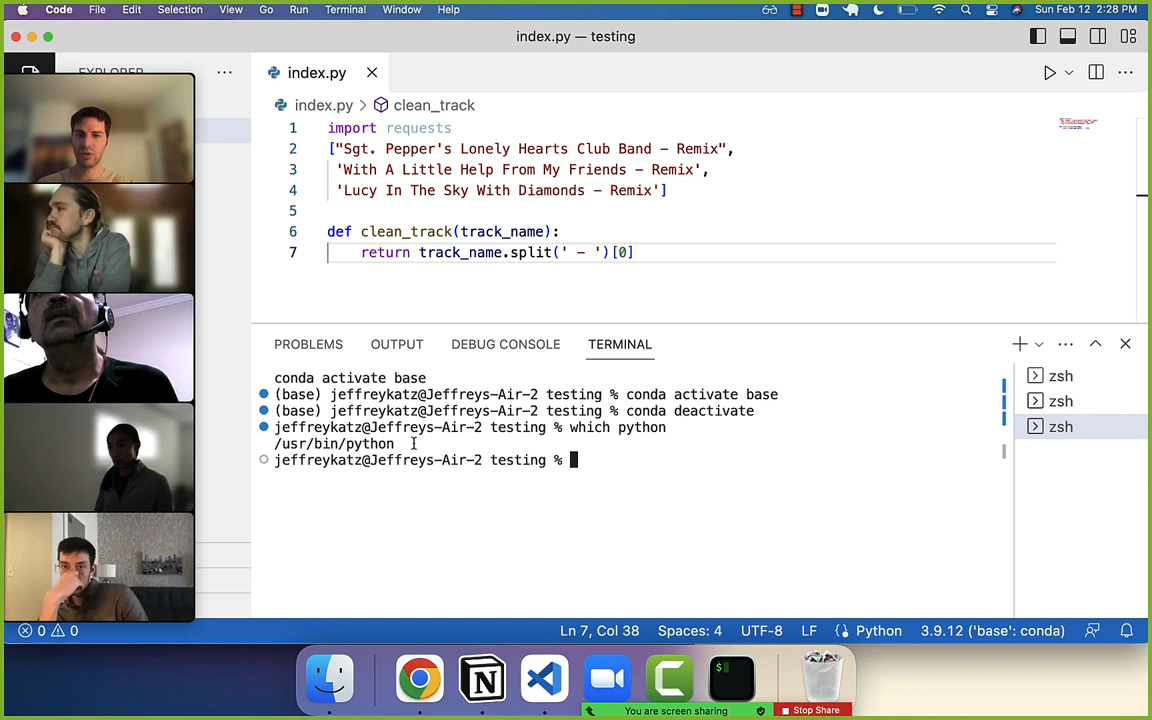 Code File Edit Selection View Go Run Terminal Window Help Sun Feb 12 2:28 PM
index.py — testing
EXPLORER
index.py
index.py > clean_track
1 import requests
2 ["Sgt. Pepper's Lonely Hearts Club Band - Remix",
3 'With A Little Help From My Friends - Remix',
4 'Lucy In The Sky With Diamonds - Remix']
5
6 def clean_track(track_name):
7 return track_name.split(' - ')[0]
PROBLEMS OUTPUT DEBUG CONSOLE TERMINAL
conda activate base
(base) jeffreykatz@Jeffreys-Air-2 testing % conda activate base
(base) jeffreykatz@Jeffreys-Air-2 testing % conda deactivate
jeffreykatz@Jeffreys-Air-2 testing % which python
/usr/bin/python
jeffreykatz@Jeffreys-Air-2 testing %
zsh
zsh
zsh
0 0 Ln 7, Col 38 Spaces: 4 UTF-8 LF Python 3.9.12 ('base': conda)
You are screen sharing Stop Share